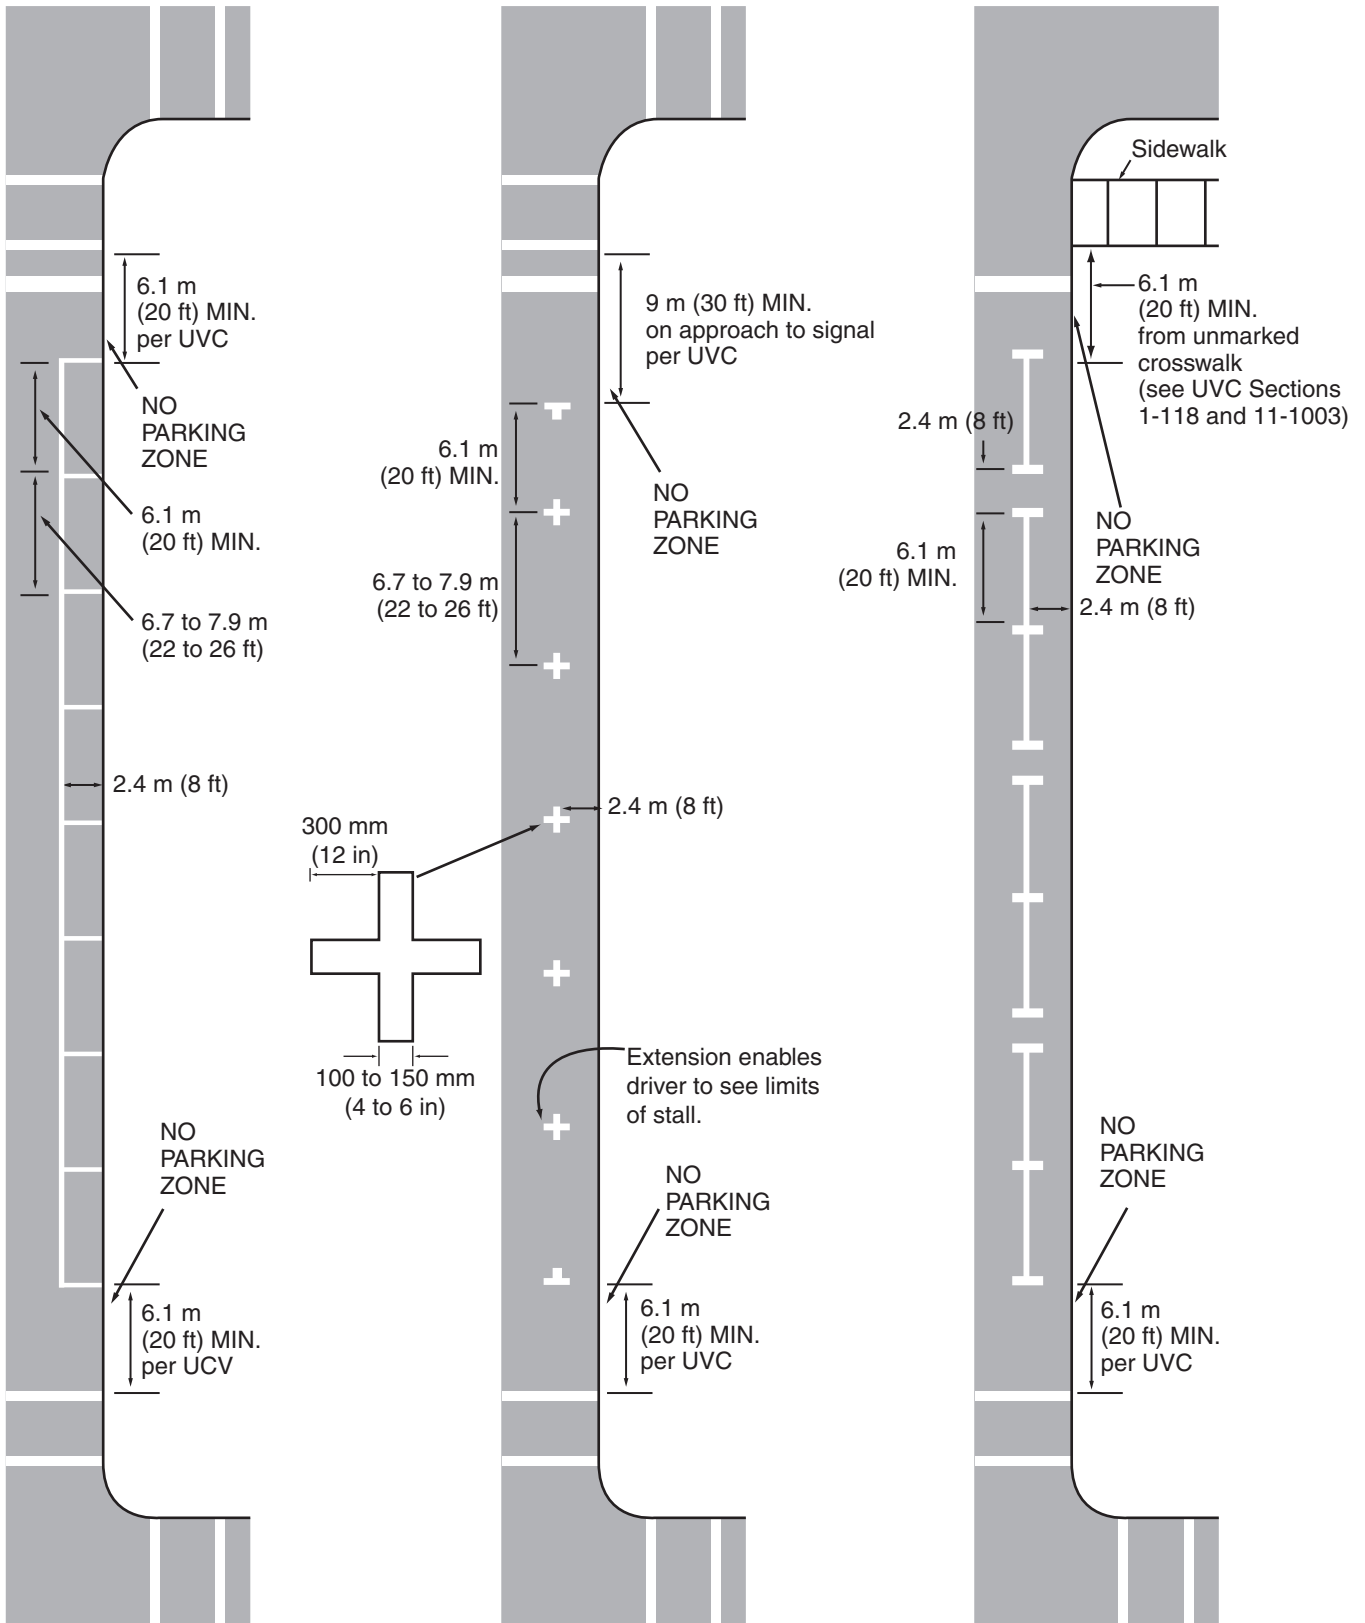 6.1 m
(20 ft) MIN.
per UVC
NO
PARKING
ZONE
6.1 m
(20 ft) MIN.
6.7 to 7.9 m
(22 to 26 ft)
2.4 m (8 ft)
NO
PARKING
ZONE
6.1 m
(20 ft) MIN.
per UCV
9 m (30 ft) MIN.
on approach to signal
per UVC
6.1 m
(20 ft) MIN.
NO
PARKING
ZONE
6.7 to 7.9 m
(22 to 26 ft)
2.4 m (8 ft)
300 mm
(12 in)
100 to 150 mm
(4 to 6 in)
Extension enables
driver to see limits
of stall.
NO
PARKING
ZONE
6.1 m
(20 ft) MIN.
per UVC
Sidewalk
6.1 m
(20 ft) MIN.
from unmarked
crosswalk
(see UVC Sections
1-118 and 11-1003)
2.4 m (8 ft)
NO
PARKING
ZONE
6.1 m
(20 ft) MIN.
2.4 m (8 ft)
NO
PARKING
ZONE
6.1 m
(20 ft) MIN.
per UVC